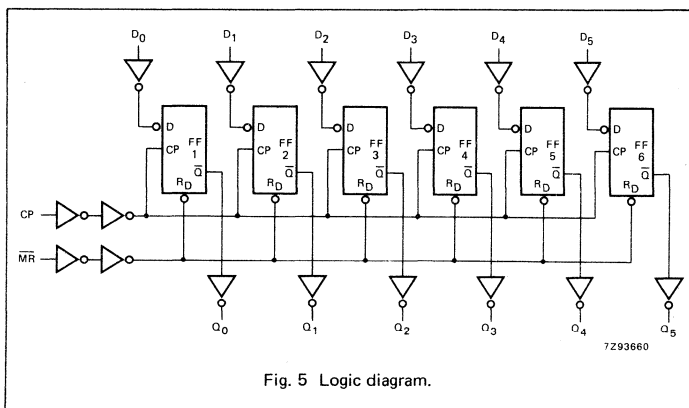 D0 D1 D2 D3 D4 D5
D FF 1 CP Q̅ RD
D FF 2 CP Q̅ RD
D FF 3 CP Q̅ RD
D FF 4 CP Q̅ RD
D FF 5 CP Q̅ RD
D FF 6 CP Q̅ RD
CP
M̅R̅
Q0 Q1 Q2 Q3 Q4 Q5
7Z93660
Fig. 5 Logic diagram.